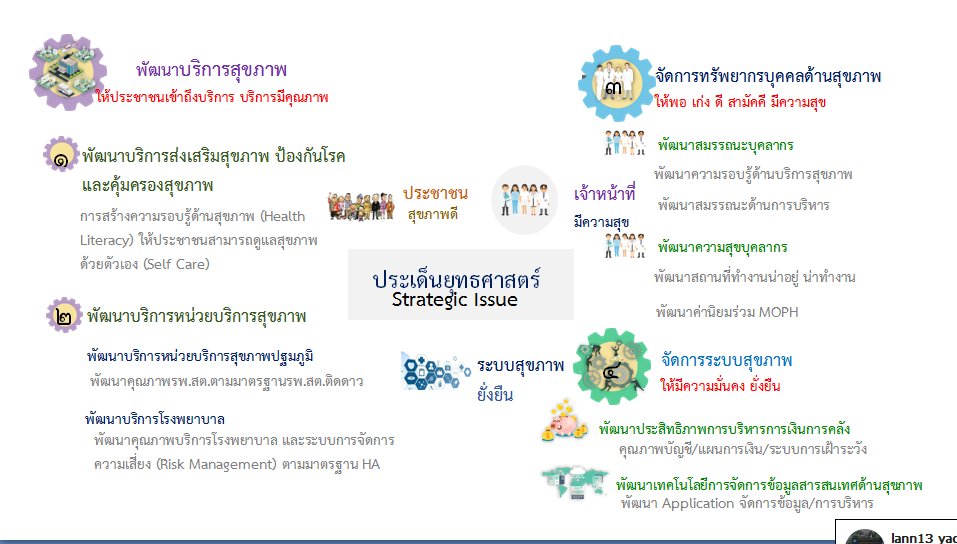 พัฒนาบริการสุขภาพ
ให้ประชาชนเข้าถึงบริการ บริการมีคุณภาพ
๑
พัฒนาบริการส่งเสริมสุขภาพ ป้องกันโรค
และคุ้มครองสุขภาพ
การสร้างความรอบรู้ด้านสุขภาพ (Health
Literacy) ให้ประชาชนสามารถดูแลสุขภาพ
ด้วยตัวเอง (Self Care)
๒
พัฒนาบริการหน่วยบริการสุขภาพ
พัฒนาบริการหน่วยบริการสุขภาพปฐมภูมิ
พัฒนาคุณภาพรพ.สต.ตามมาตรฐานรพ.สต.ติดดาว
พัฒนาบริการโรงพยาบาล
พัฒนาคุณภาพบริการโรงพยาบาล และระบบการจัดการ
ความเสี่ยง (Risk Management) ตามมาตรฐาน HA
ประชาชน
สุขภาพดี
เจ้าหน้าที่
มีความสุข
ประเด็นยุทธศาสตร์
Strategic Issue
ระบบสุขภาพ
ยั่งยืน
๓
จัดการทรัพยากรบุคคลด้านสุขภาพ
ให้พอ เก่ง ดี สามัคคี มีความสุข
พัฒนาสมรรถนะบุคลากร
พัฒนาความรอบรู้ด้านบริการสุขภาพ
พัฒนาสมรรถนะด้านการบริหาร
พัฒนาความสุขบุคลากร
พัฒนาสถานที่ทำงานน่าอยู่ น่าทำงาน
พัฒนาค่านิยมร่วม MOPH
๔
จัดการระบบสุขภาพ
ให้มีความมั่นคง ยั่งยืน
พัฒนาประสิทธิภาพการบริหารการเงินการคลัง
คุณภาพบัญชี/แผนการเงิน/ระบบการเฝ้าระวัง
พัฒนาเทคโนโลยีการจัดการข้อมูลสารสนเทศด้านสุขภาพ
พัฒนา Application จัดการข้อมูล/การบริหาร
lann13 yac